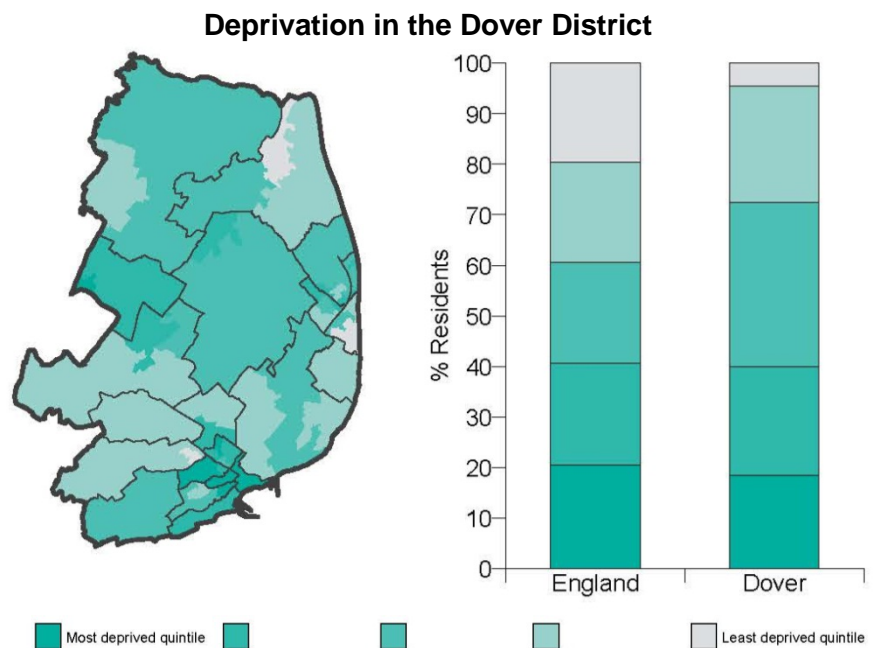 Deprivation in the Dover District
100
90
80
70
60
50
40
30
20
10
0
% Residents
England
Dover
Most deprived quintile
Least deprived quintile